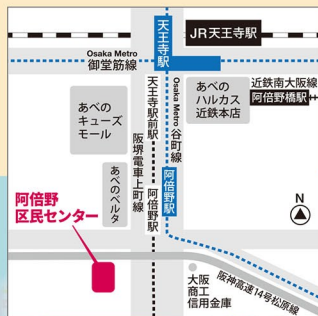 天王寺駅
JR天王寺駅
Osaka Metro
御堂筋線
近鉄南大阪線
阿倍野橋駅
あべの
ハルカス
近鉄本店
あべの
キューズ
モール
天王寺駅前駅
Osaka Metro 谷町線
阪堺電車上町線
あべのベルタ
阿倍野駅
阿倍野駅
阿倍野
区民センター
N
大阪
商工
信用金庫
阪神高速14号松原線